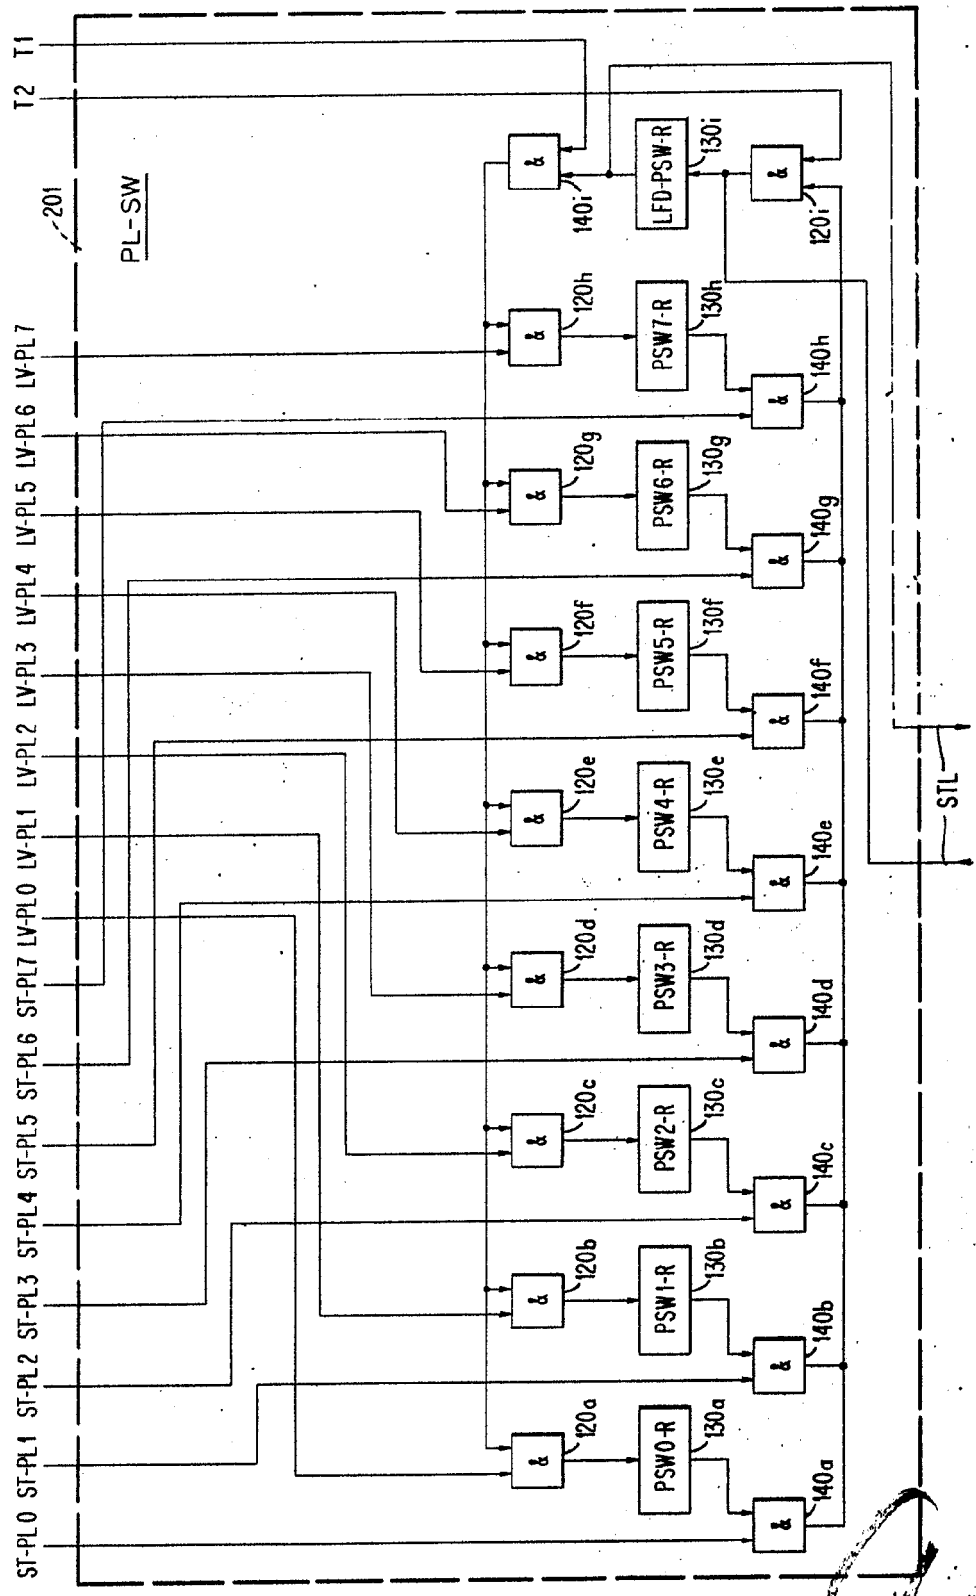 ST-PL0 ST-PL1 ST-PL2 ST-PL3 ST-PL4 ST-PL5 ST-PL6 ST-PL7 LV-PL0 LV-PL1 LV-PL2 LV-PL3 LV-PL4 LV-PL5 LV-PL6 LV-PL7 T2 T1
201
PL-SW
& & & & & & & & &
120a 120b 120c 120d 120e 120f 120g 120h 140i
PSW0-R PSW1-R PSW2-R PSW3-R PSW4-R PSW5-R PSW6-R PSW7-R LFD-PSW-R
130a 130b 130c 130d 130e 130f 130g 130h 130i
& & & & & & & & &
140a 140b 140c 140d 140e 140f 140g 140h 120i
STL